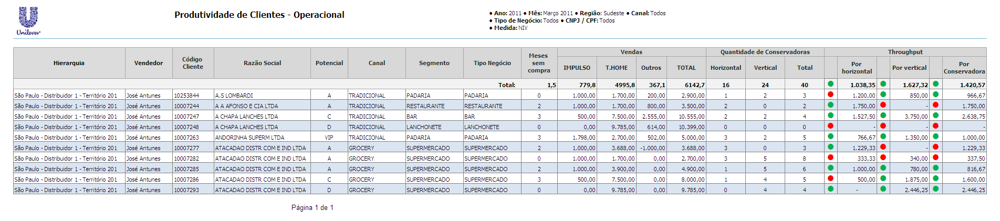 Unilever
Produtividade de Clientes - Operacional
● Ano: 2011 ● Mês: Março 2011 ● Região: Sudeste ● Canal: Todos
● Tipo de Negócio: Todos ● CNPJ / CPF: Todos
● Medida: NIV
Hierarquia Vendedor Código Cliente Razão Social Potencial Canal Segmento Tipo Negócio Meses sem compra Vendas Quantidade de Conservadoras Throughput
IMPULSO T.HOME Outros TOTAL Horizontal Vertical Total Por horizontal Por vertical Por Conservadora
Total: 1,5 779,8 4995,8 367,1 6142,7 16 24 40 1.038,35 1.627,32 1.420,57
São Paulo - Distribuidor 1 - Território 201 José Antunes 10253844 A.S LOMBARDI A TRADICIONAL PADARIA PADARIA 0 1.000,00 1.700,00 200,00 2.900,00 1 2 3 1.200,00 850,00 966,67
São Paulo - Distribuidor 1 - Território 201 José Antunes 10007244 A A AFONSO E CIA LTDA A TRADICIONAL RESTAURANTE RESTAURANTE 2 1.000,00 1.700,00 800,00 3.500,00 2 0 2 1.750,00 - 1.750,00
São Paulo - Distribuidor 1 - Território 201 José Antunes 10007247 A CHAPA LANCHES LTDA C TRADICIONAL BAR BAR 3 500,00 7.500,00 2.555,00 10.555,00 2 2 4 1.527,50 3.750,00 2.638,75
São Paulo - Distribuidor 1 - Território 201 José Antunes 10007248 A CHAPA LANCHES LTDA D TRADICIONAL LANCHONETE LANCHONETE 0 0,00 9.785,00 614,00 10.399,00 0 0 0 - - -
São Paulo - Distribuidor 1 - Território 201 José Antunes 10007263 ANDORINHA SUPERM LTDA VIP TRADICIONAL PADARIA PADARIA 3 1.798,00 2.700,00 502,00 5.000,00 3 2 5 766,67 1.350,00 1.000,00
São Paulo - Distribuidor 1 - Território 201 José Antunes 10007277 ATACADAO DISTR COM E IND LTDA A GROCERY SUPERMERCADO SUPERMERCADO 2 1.000,00 3.688,00 -1.000,00 3.688,00 3 0 3 1.229,33 - 1.229,33
São Paulo - Distribuidor 1 - Território 201 José Antunes 10007282 ATACADAO DISTR COM E IND LTDA A GROCERY SUPERMERCADO SUPERMERCADO 0 1.000,00 1.700,00 0,00 2.700,00 3 5 8 333,33 340,00 337,50
São Paulo - Distribuidor 1 - Território 201 José Antunes 10007285 ATACADAO DISTR COM E IND LTDA A GROCERY SUPERMERCADO SUPERMERCADO 2 1.000,00 3.900,00 0,00 4.900,00 1 5 6 1.000,00 780,00 816,67
São Paulo - Distribuidor 1 - Território 201 José Antunes 10007286 ATACADAO DISTR COM E IND LTDA C GROCERY SUPERMERCADO SUPERMERCADO 3 500,00 7.500,00 0,00 8.000,00 1 4 5 500,00 1.875,00 1.600,00
São Paulo - Distribuidor 1 - Território 201 José Antunes 10007293 ATACADAO DISTR COM E IND LTDA D GROCERY SUPERMERCADO SUPERMERCADO 0 0,00 9.785,00 0,00 9.785,00 0 4 4 - 2.446,25 2.446,25
Página 1 de 1